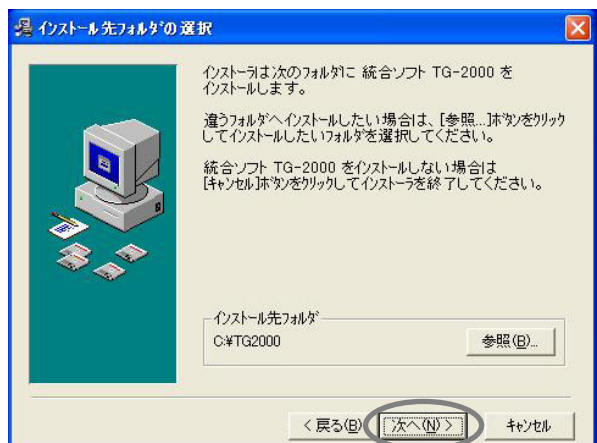 インストール先フォルダの選択
インストーラは次のフォルダに 統合ソフト TG-2000 を
インストールします。
違うフォルダへインストールしたい場合は、[参照...]ボタンをクリック
してインストールしたいフォルダを選択してください。
統合ソフト TG-2000 をインストールしない場合は
[キャンセル]ボタンをクリックしてインストーラを終了してください。
インストール先フォルダ
C:¥TG2000
参照(B)...
< 戻る(B)
次へ(N) >
キャンセル